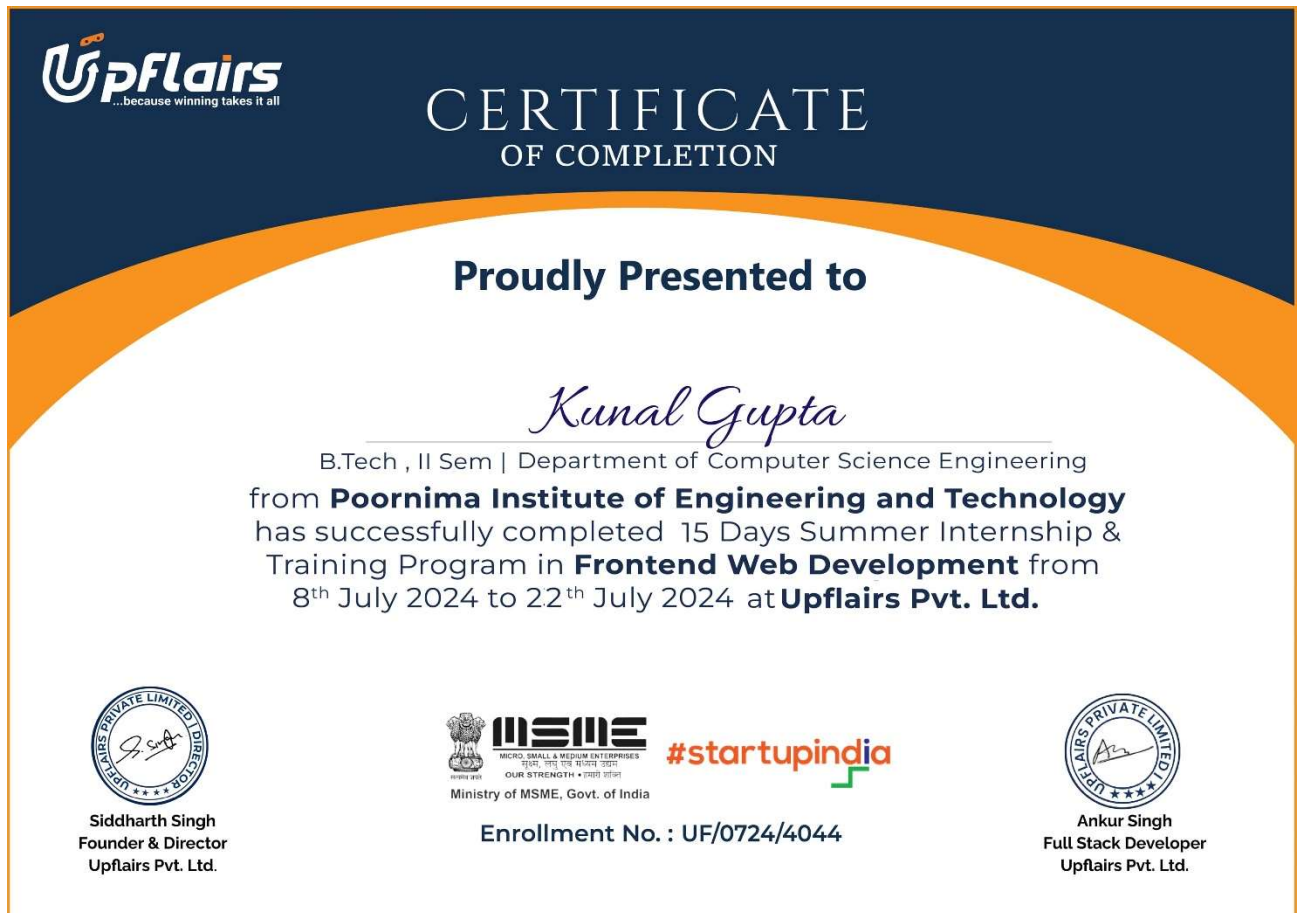 UpFlairs
...because winning takes it all
CERTIFICATE
OF COMPLETION
Proudly Presented to
Kunal Gupta
B.Tech , II Sem | Department of Computer Science Engineering
from Poornima Institute of Engineering and Technology
has successfully completed 15 Days Summer Internship &
Training Program in Frontend Web Development from
8th July 2024 to 22th July 2024 at Upflairs Pvt. Ltd.
UPFLAIRS PRIVATE LIMITED | DIRECTOR
S. Singh
Siddharth Singh
Founder & Director
Upflairs Pvt. Ltd.
सत्यमेव जयते
MSME
MICRO, SMALL & MEDIUM ENTERPRISES
सूक्ष्म, लघु एवं मध्यम उद्यम
OUR STRENGTH • हमारी शक्ति
Ministry of MSME, Govt. of India
#startupindia
Enrollment No. : UF/0724/4044
UPFLAIRS PRIVATE LIMITED |
Ankur Singh
Full Stack Developer
Upflairs Pvt. Ltd.